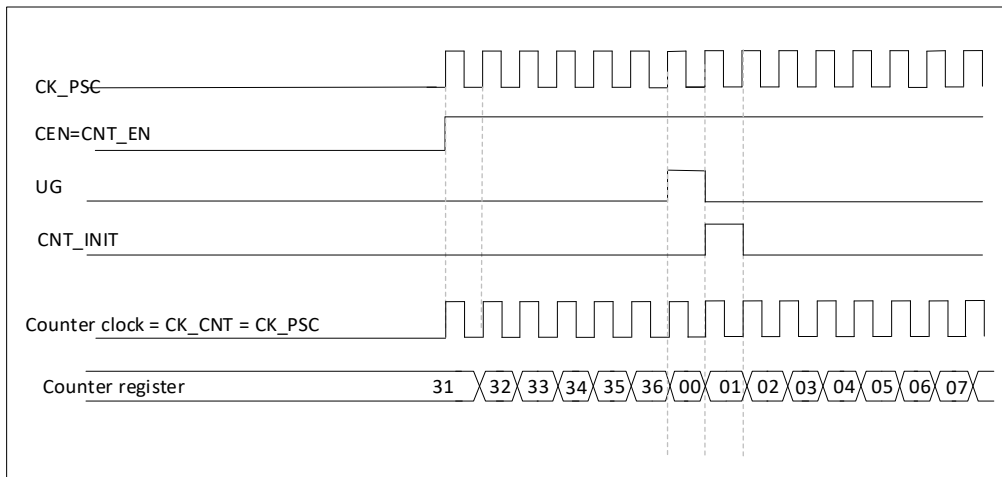 CK_PSC
CEN=CNT_EN
UG
CNT_INIT
Counter clock = CK_CNT = CK_PSC
Counter register 31 32 33 34 35 36 00 01 02 03 04 05 06 07